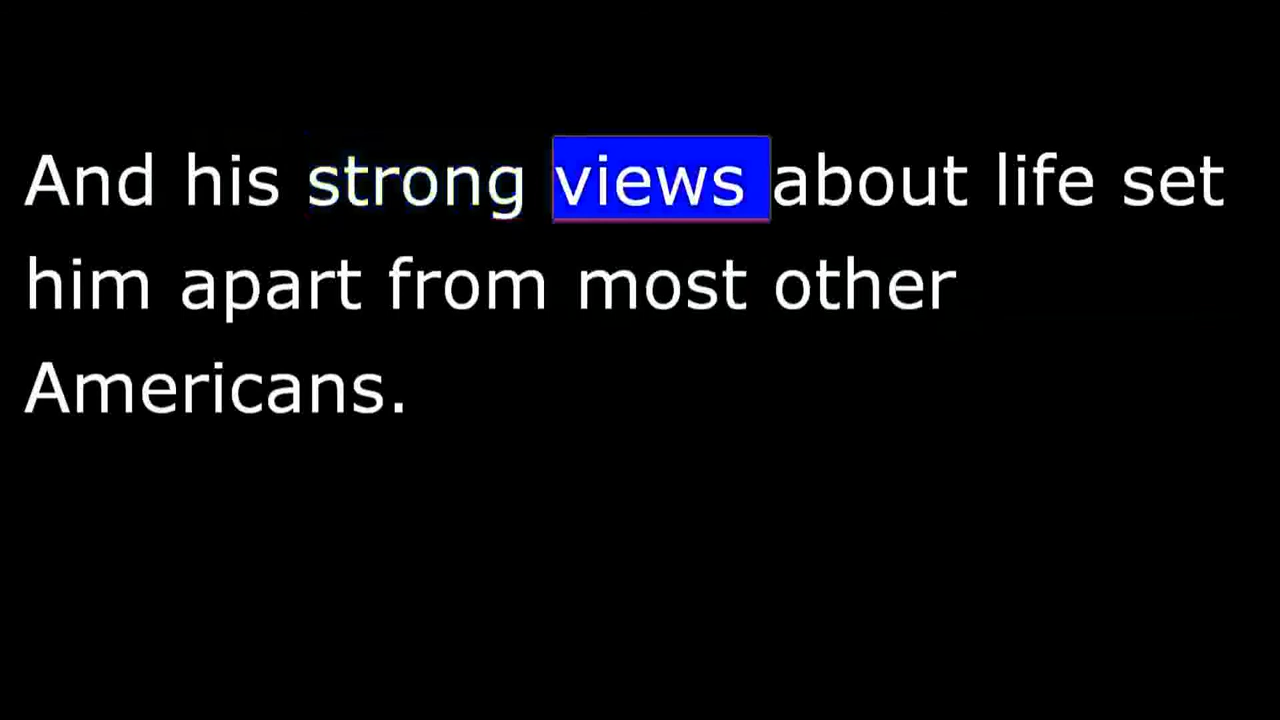 And his strong views about life set
him apart from most other
Americans.